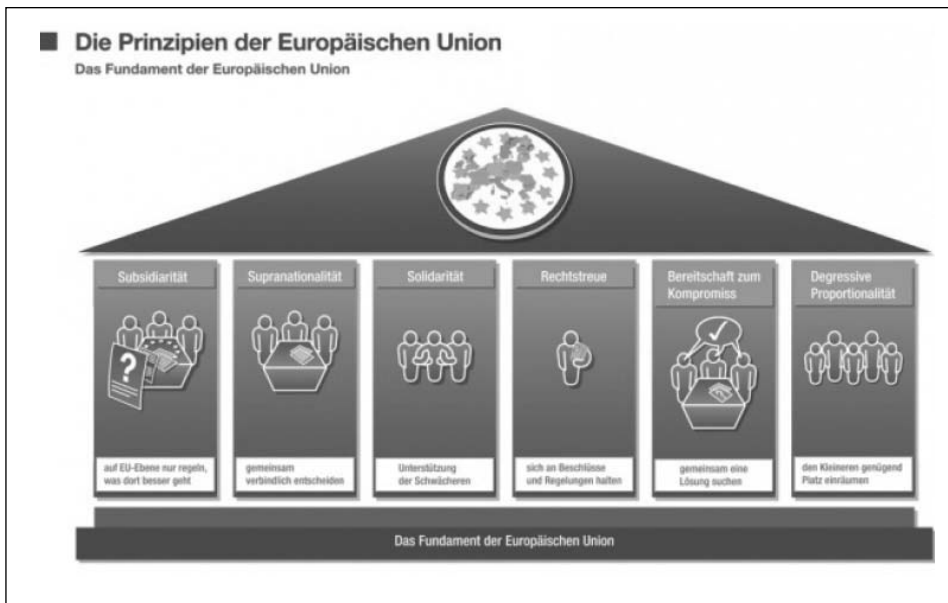 Die Prinzipien der Europäischen Union
Das Fundament der Europäischen Union
Subsidiarität
Supranationalität
Solidarität
Rechtstreue
Bereitschaft zum
Kompromiss
Degressive
Proportionalität
?
auf EU-Ebene nur regeln,
was dort besser geht
gemeinsam
verbindlich entscheiden
Unterstützung
der Schwächeren
sich an Beschlüsse
und Regelungen halten
gemeinsam eine
Lösung suchen
den Kleineren genügend
Platz einräumen
Das Fundament der Europäischen Union